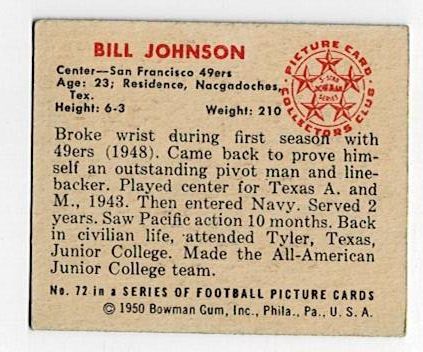 BILL JOHNSON
Center—San Francisco 49ers
Age: 23; Residence, Nacgadoches,
Tex.
Height: 6-3 Weight: 210
PICTURE CARD
5-STAR
BOWMAN
SERIES
COLLECTORS CLUB
Broke wrist during first season with
49ers (1948). Came back to prove him-
self an outstanding pivot man and line-
backer. Played center for Texas A. and
M., 1943. Then entered Navy. Served 2
years. Saw Pacific action 10 months. Back
in civilian life, attended Tyler, Texas,
Junior College. Made the All-American
Junior College team.
No. 72 in a SERIES OF FOOTBALL PICTURE CARDS
©1950 Bowman Gum, Inc., Phila., Pa., U. S. A.